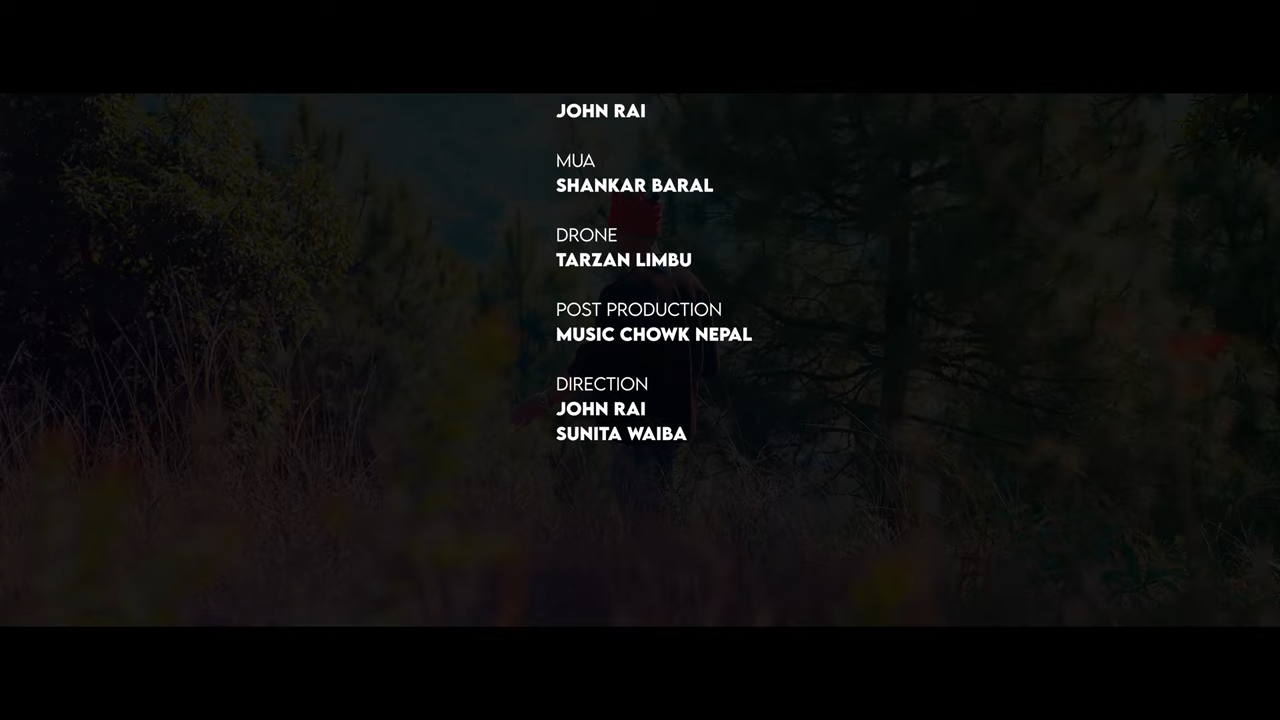 JOHN RAI
MUA
SHANKAR BARAL
DRONE
TARZAN LIMBU
POST PRODUCTION
MUSIC CHOWK NEPAL
DIRECTION
JOHN RAI
SUNITA WAIBA